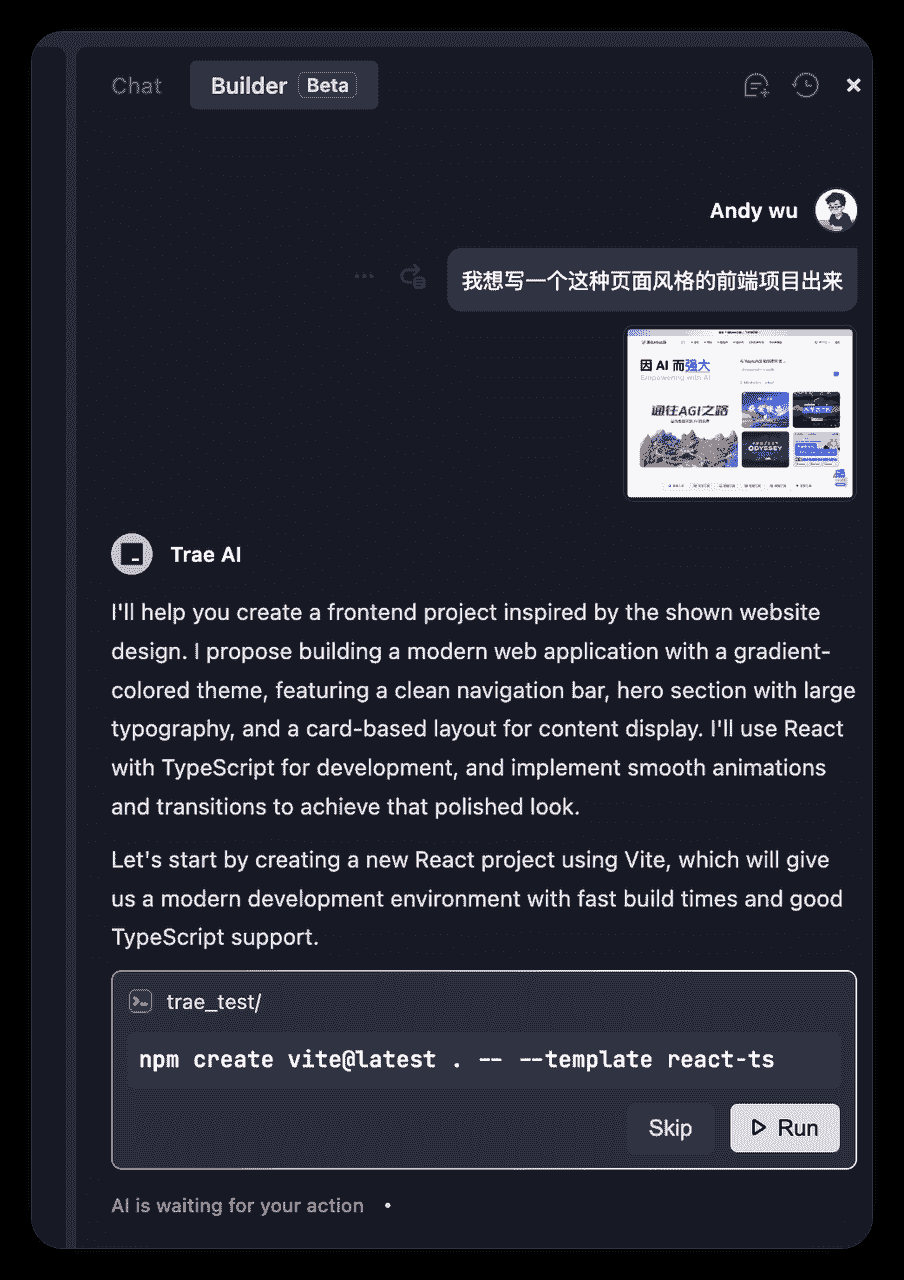 Chat
Builder Beta
Andy wu
我想写一个这种页面风格的前端项目出来
因 AI 而强大
Empowering with AI
通往AGI之路
ODYSSEY
Trae AI
I'll help you create a frontend project inspired by the shown website
design. I propose building a modern web application with a gradient-
colored theme, featuring a clean navigation bar, hero section with large
typography, and a card-based layout for content display. I'll use React
with TypeScript for development, and implement smooth animations
and transitions to achieve that polished look.
Let's start by creating a new React project using Vite, which will give
us a modern development environment with fast build times and good
TypeScript support.
trae_test/
npm create vite@latest . -- --template react-ts
Skip
Run
AI is waiting for your action